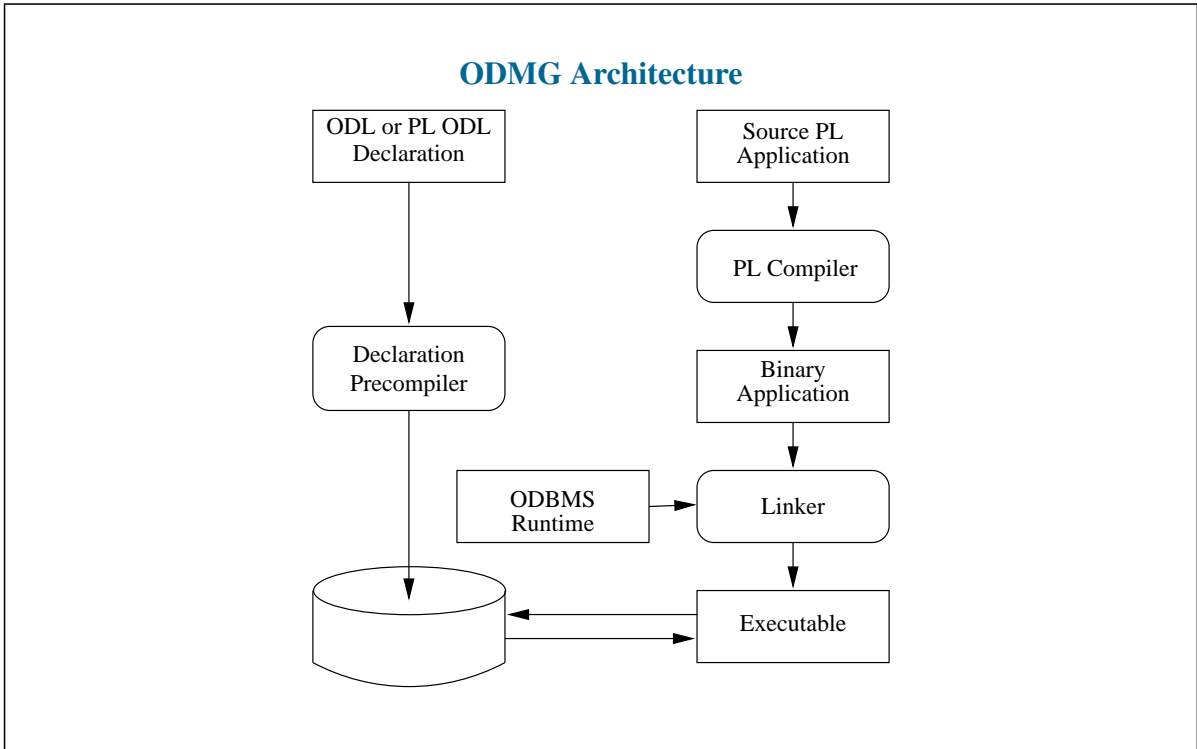 ODMG Architecture
ODL or PL ODL
Declaration
Source PL
Application
PL Compiler
Declaration
Precompiler
Binary
Application
ODBMS
Runtime
Linker
Executable